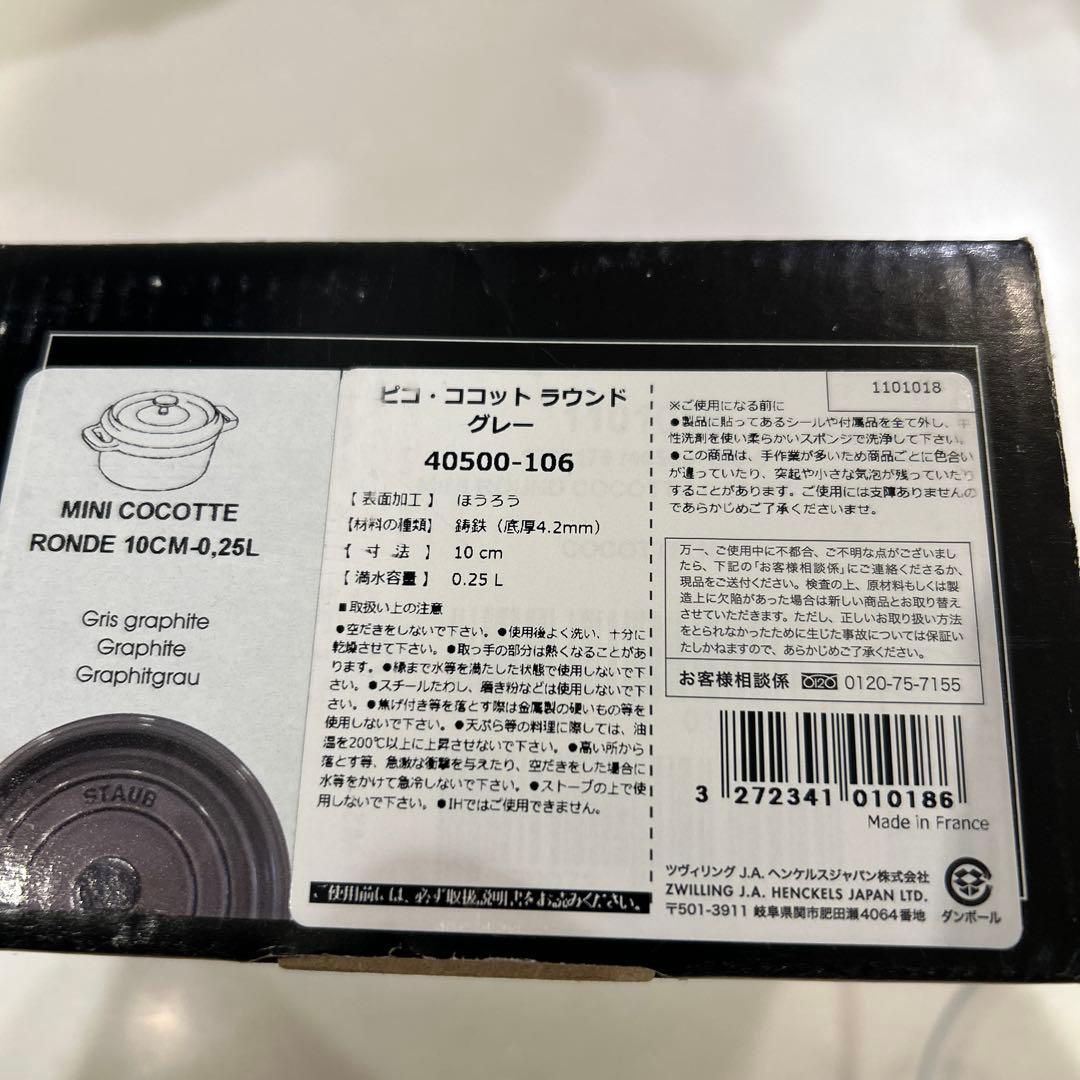 MINI COCOTTE
RONDE 10CM-0,25L
Gris graphite
Graphite
Graphitgrau
STAUB
ピコ・ココット ラウンド
グレー
40500-106
【 表面加工 】 ほうろう
【材料の種類】 鋳鉄（底厚4.2mm）
【 寸 法 】 10 cm
【 満水容量 】 0.25 L
■取扱い上の注意
●空だきをしないで下さい。●使用後よく洗い、十分に
乾燥させて下さい。●取っ手の部分は熱くなることがあ
ります。●縁まで水等を満たした状態で使用しないで下
さい。●スチールたわし、磨き粉などは使用しないで下
さい。●焦げ付き等を落とす際は金属製の硬いもの等を
使用しないで下さい。●天ぷら等の料理に際しては、油
温を200℃以上に上昇させないで下さい。●高い所から
落とす等、急激な衝撃を与えたり、空だきをした場合に
水等をかけて急冷しないで下さい。●ストーブの上で使
用しないで下さい。●IHではご使用できません。
ご使用前には、必ず取扱説明書をお読みください。
1101018
※ご使用になる前に
●製品に貼ってあるシールや付属品を全て外し、中
性洗剤を使い柔らかいスポンジで洗浄して下さい。
●この商品は、手作業が多いため商品ごとに色合い
が違っていたり、突起や小さな気泡が残っていたり
することがあります。ご使用には支障ありませんの
であらかじめご了承くださいませ。
万一、ご使用中に不都合、ご不明な点がございまし
たら、下記の「お客様相談係」にご連絡くださるか、
現品をご送付ください。検査の上、原材料もしくは製
造上に欠陥があった場合は新しい商品とお取り替え
させていただきます。ただし、正しいお取り扱い方法
をとられなかったために生じた事故については保証い
たしかねますので、あらかじめご了承ください。
お客様相談係 0120-75-7155
3 272341 010186
Made in France
ツヴィリング J.A. ヘンケルスジャパン株式会社
ZWILLING J.A. HENCKELS JAPAN LTD.
〒501-3911 岐阜県関市肥田瀬4064番地
ダンボール